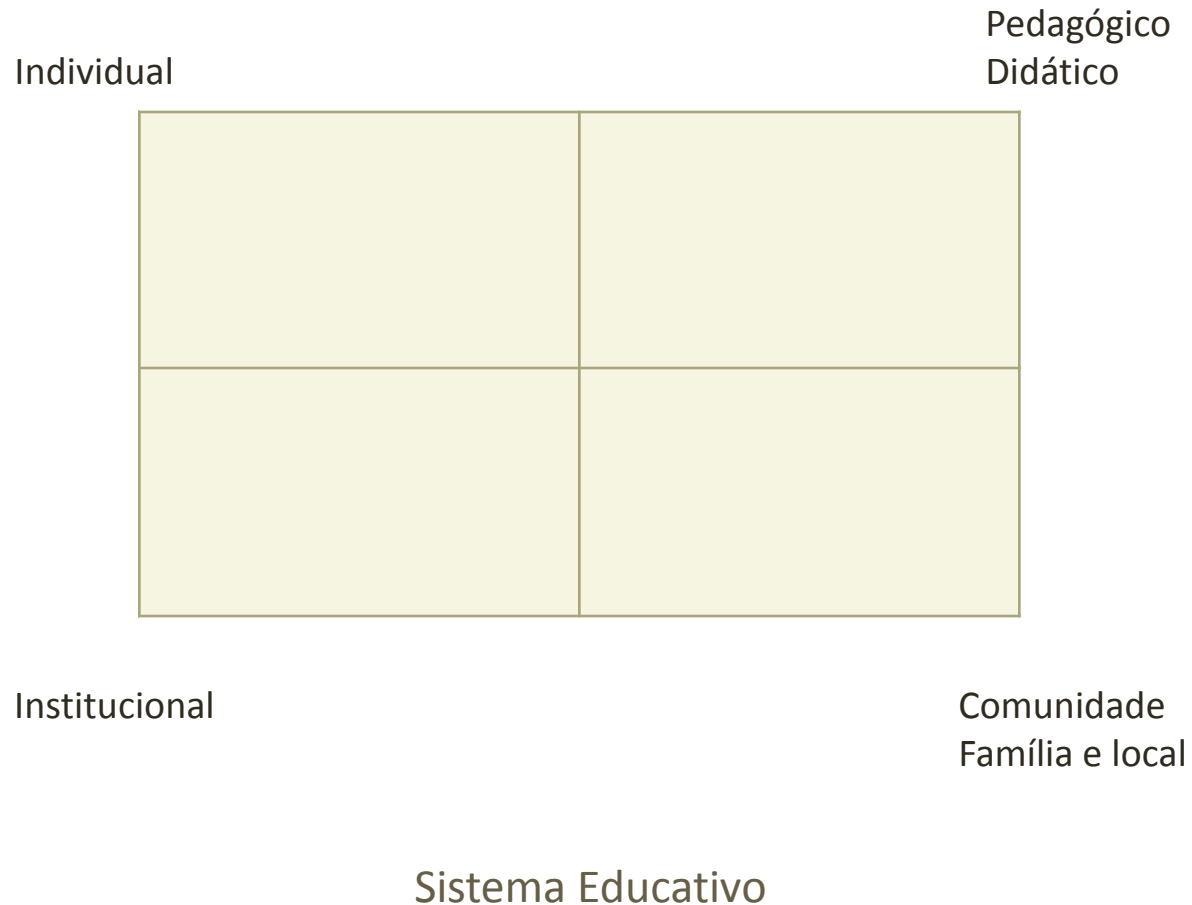 Individual
Pedagógico
Didático
Institucional
Comunidade
Família e local
Sistema Educativo